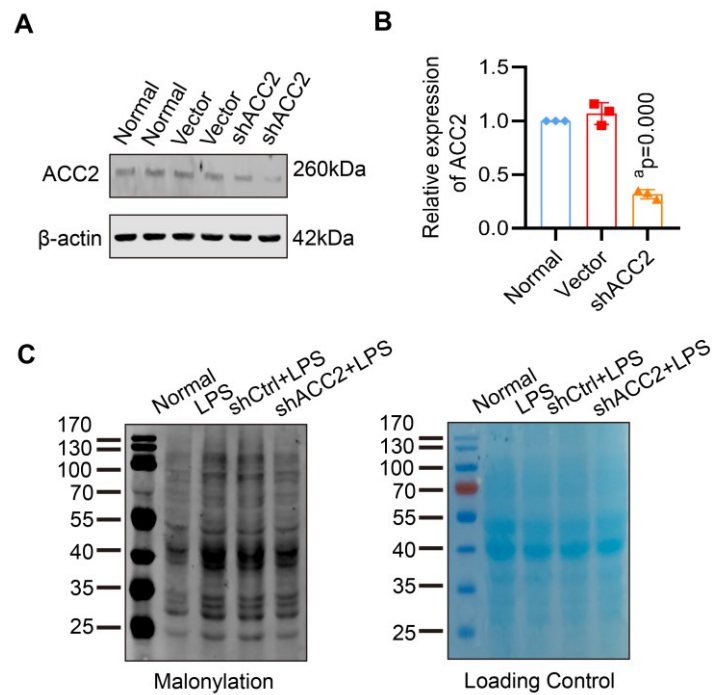 A
Normal
Normal
Vector
Vector
shACC2
shACC2
ACC2
260kDa
β-actin
42kDa
B
Relative expression
of ACC2
1.5
1.0
0.5
0.0
ap=0.000
Normal
Vector
shACC2
C
Normal
LPS
shCtrl+LPS
shACC2+LPS
170
130
100
70
55
40
35
25
Malonylation
Normal
LPS
shCtrl+LPS
shACC2+LPS
170
130
100
70
55
40
35
25
Loading Control